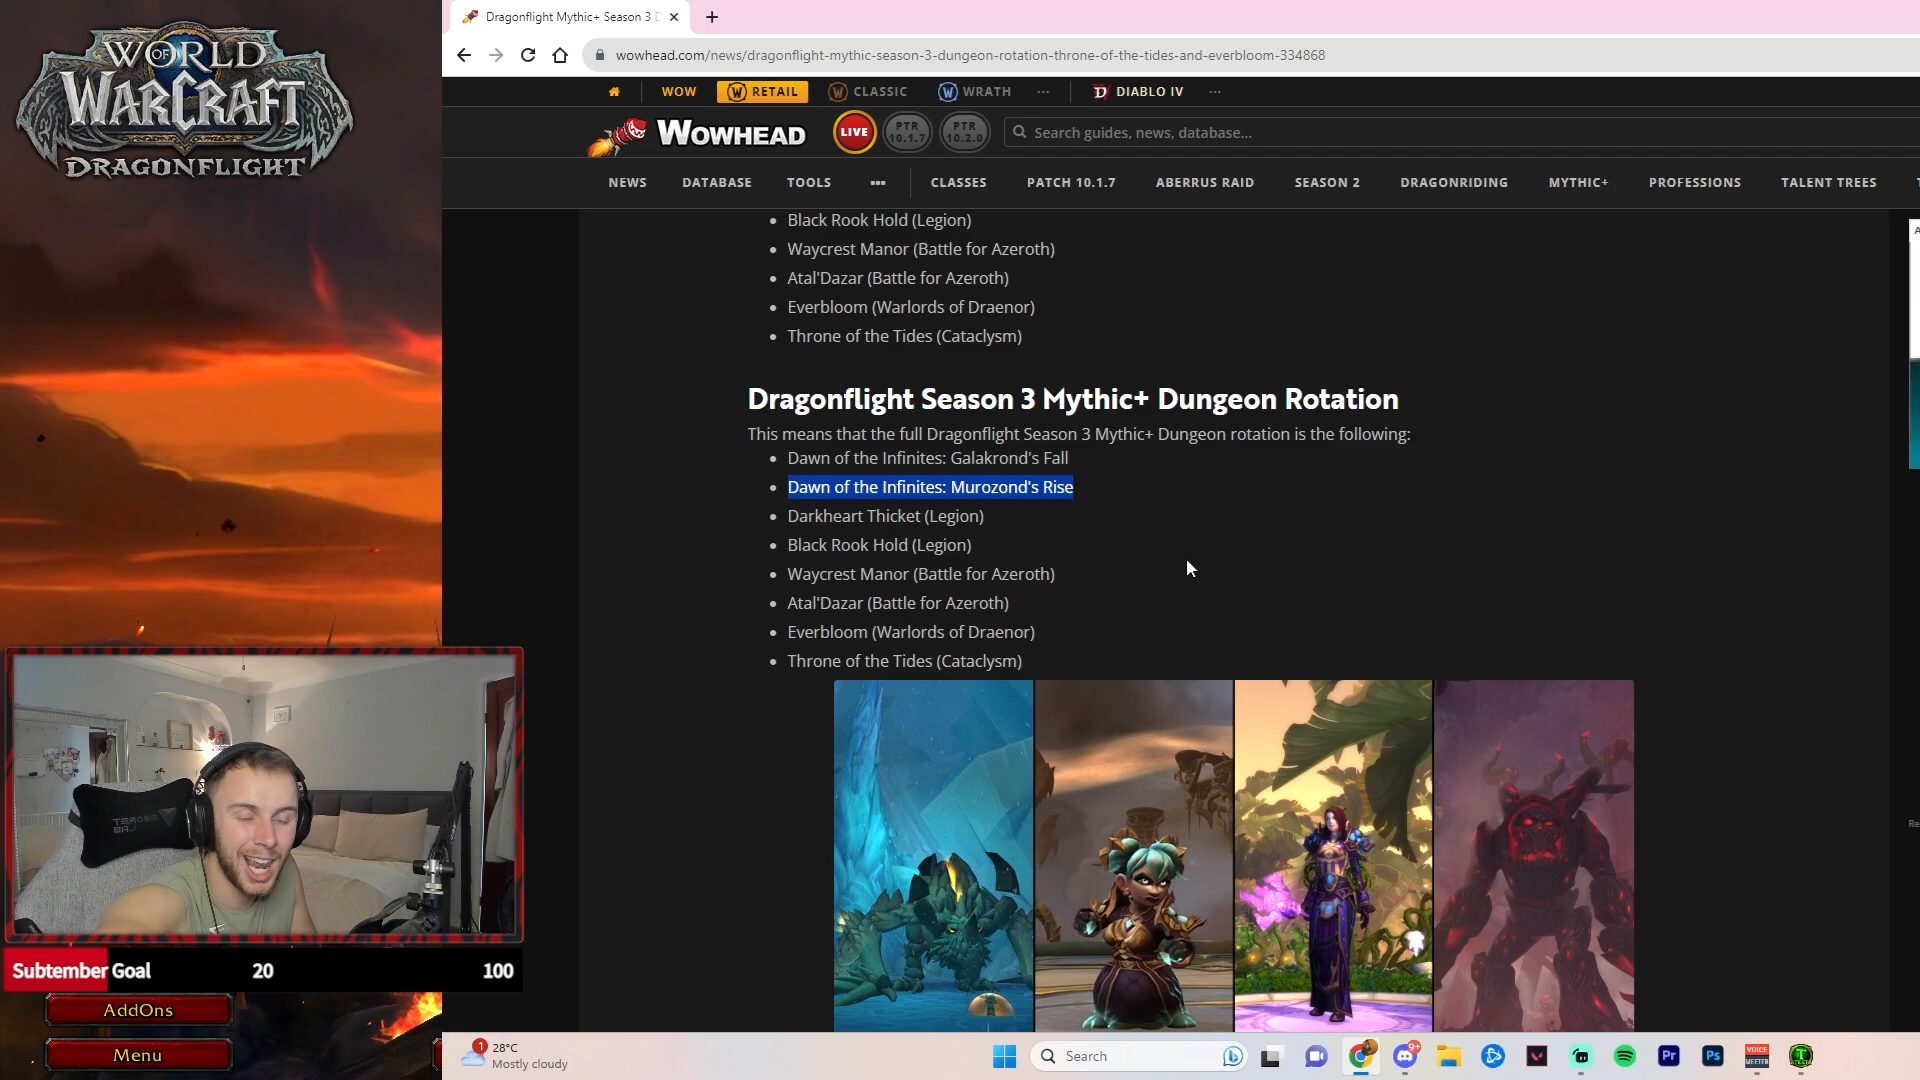 WORLD
OF
WARCRAFT
DRAGONFLIGHT
Dragonflight Mythic+ Season 3 D
wowhead.com/news/dragonflight-mythic-season-3-dungeon-rotation-throne-of-the-tides-and-everbloom-334868
WOW
RETAIL
CLASSIC
WRATH
DIABLO IV
WOWHEAD
LIVE
PTR
10.1.7
PTR
10.2.0
Search guides, news, database...
NEWS
DATABASE
TOOLS
CLASSES
PATCH 10.1.7
ABERRUS RAID
SEASON 2
DRAGONRIDING
MYTHIC+
PROFESSIONS
TALENT TREES
• Black Rook Hold (Legion)
• Waycrest Manor (Battle for Azeroth)
• Atal'Dazar (Battle for Azeroth)
• Everbloom (Warlords of Draenor)
• Throne of the Tides (Cataclysm)
Dragonflight Season 3 Mythic+ Dungeon Rotation
This means that the full Dragonflight Season 3 Mythic+ Dungeon rotation is the following:
• Dawn of the Infinites: Galakrond's Fall
• Dawn of the Infinites: Murozond's Rise
• Darkheart Thicket (Legion)
• Black Rook Hold (Legion)
• Waycrest Manor (Battle for Azeroth)
• Atal'Dazar (Battle for Azeroth)
• Everbloom (Warlords of Draenor)
• Throne of the Tides (Cataclysm)
Subtember Goal
20
100
AddOns
Menu
1
28°C
Mostly cloudy
Search
9+
Pr
Ps
VOICE
MEETER